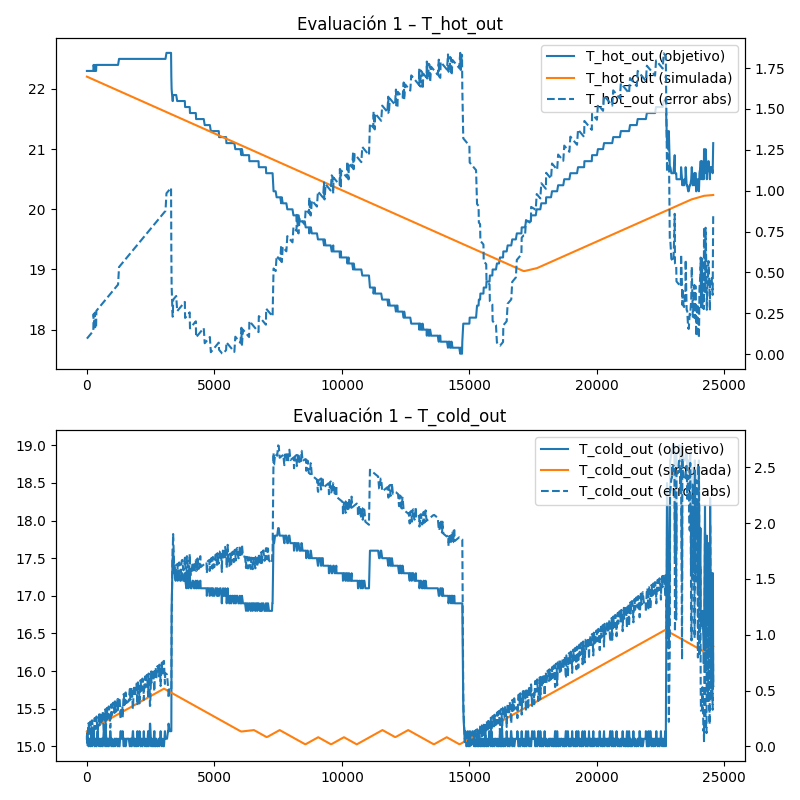 Evaluación 1 – T_hot_out
T_hot_out (objetivo)
T_hot_out (simulada)
T_hot_out (error abs)
22
21
20
19
18
1.75
1.50
1.25
1.00
0.75
0.50
0.25
0.00
0 5000 10000 15000 20000 25000
Evaluación 1 – T_cold_out
T_cold_out (objetivo)
T_cold_out (simulada)
T_cold_out (error abs)
19.0
18.5
18.0
17.5
17.0
16.5
16.0
15.5
15.0
2.5
2.0
1.5
1.0
0.5
0.0
0 5000 10000 15000 20000 25000